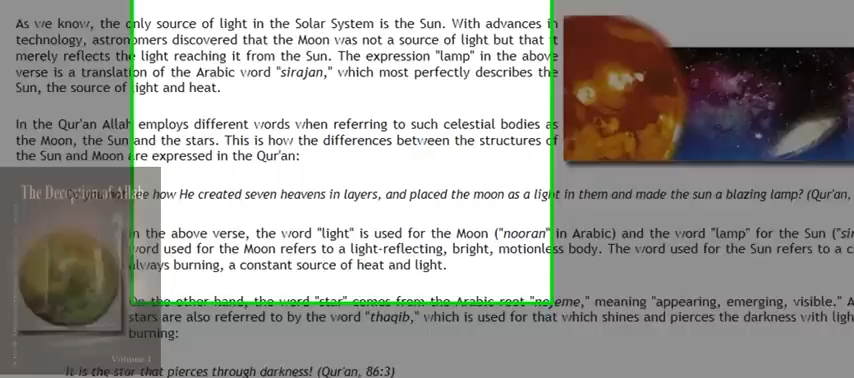 As we know, the only source of light in the Solar System is the Sun. With advances in
technology, astronomers discovered that the Moon was not a source of light but that it
merely reflects the light reaching it from the Sun. The expression "lamp" in the above
verse is a translation of the Arabic word "sirajan," which most perfectly describes the
Sun, the source of light and heat.
In the Qur'an Allah employs different words when referring to such celestial bodies as
the Moon, the Sun and the stars. This is how the differences between the structures of
the Sun and Moon are expressed in the Qur'an:
how He created seven heavens in layers, and placed the moon as a light in them and made the sun a blazing lamp? (Qur'an,
In the above verse, the word "light" is used for the Moon ("nooran" in Arabic) and the word "lamp" for the Sun ("sir
word used for the Moon refers to a light-reflecting, bright, motionless body. The word used for the Sun refers to a c
always burning, a constant source of heat and light.
On the other hand, the word "star" comes from the Arabic root "nejeme," meaning "appearing, emerging, visible." A
stars are also referred to by the word "thaqib," which is used for that which shines and pierces the darkness with ligh
burning:
It is the star that pierces through darkness! (Qur'an, 86:3)
The Deception of Allah
Volume 1